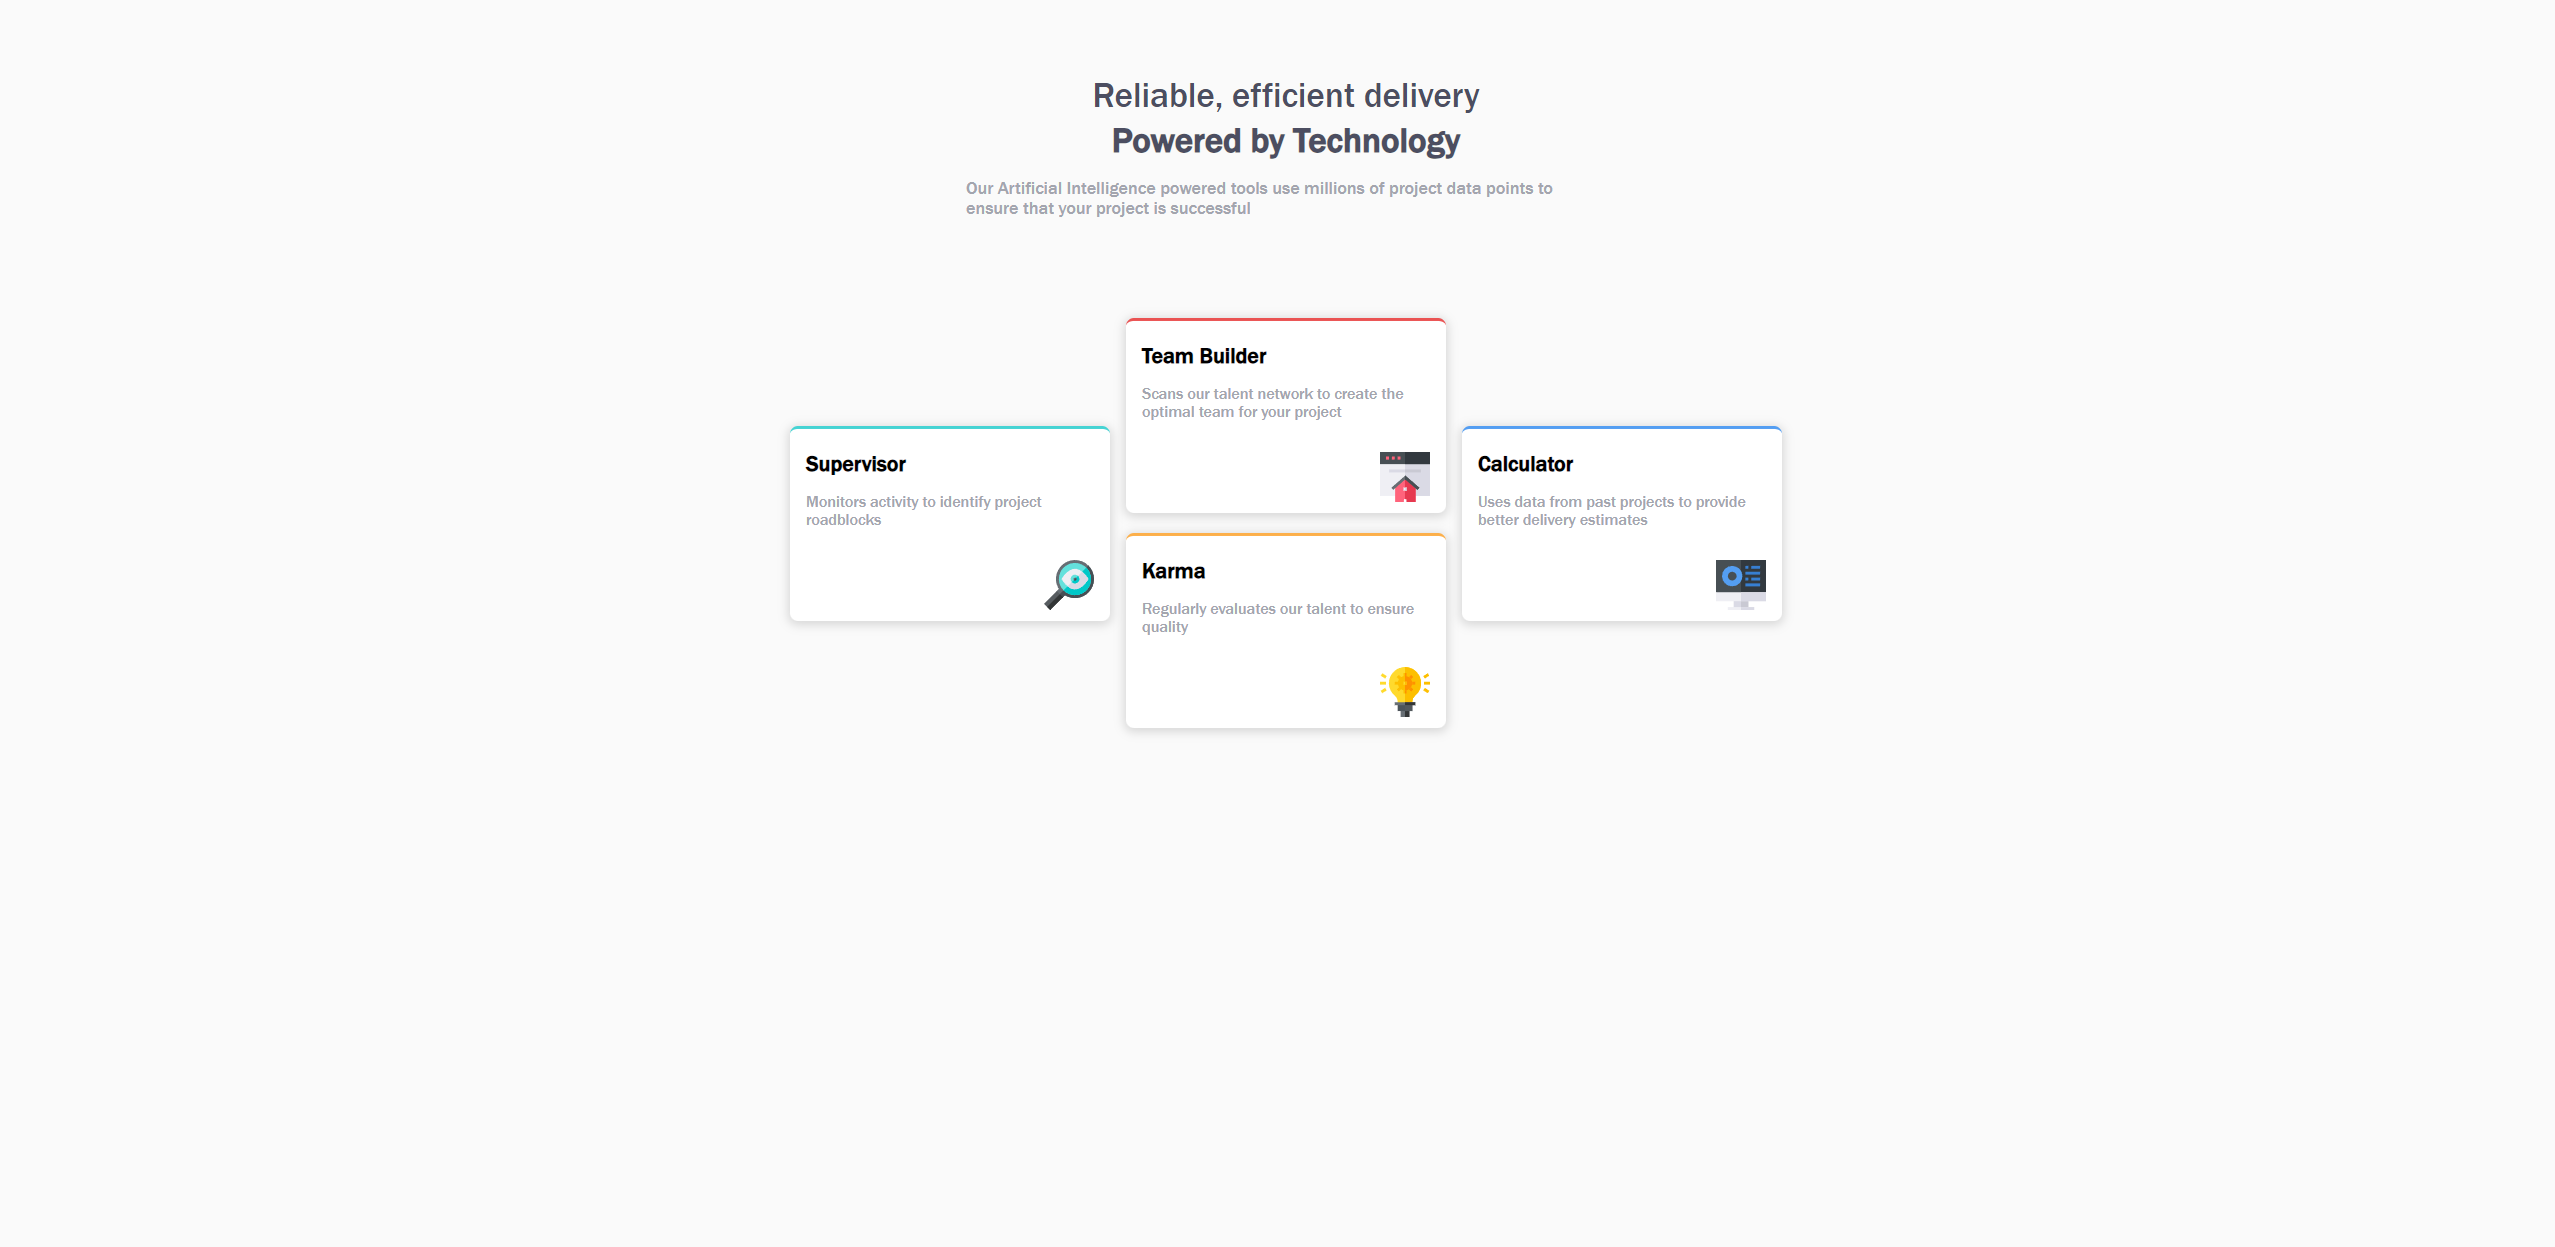 Reliable, efficient delivery
Powered by Technology
Our Artificial Intelligence powered tools use millions of project data points to
ensure that your project is successful
Supervisor
Monitors activity to identify project
roadblocks
Team Builder
Scans our talent network to create the
optimal team for your project
Karma
Regularly evaluates our talent to ensure
quality
Calculator
Uses data from past projects to provide
better delivery estimates